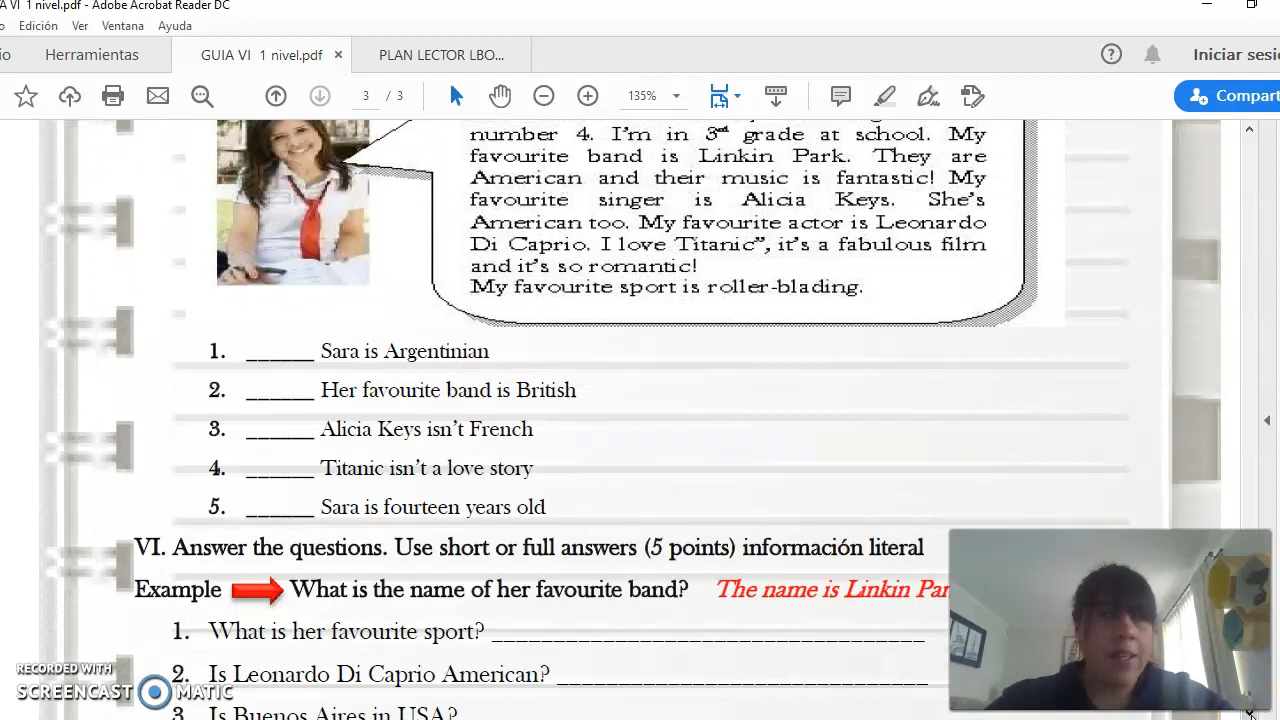 A VI 1 nivel.pdf - Adobe Acrobat Reader DC
Edición Ver Ventana Ayuda
Herramientas GUIA VI 1 nivel.pdf × PLAN LECTOR LBO... Iniciar sesi
3 / 3 135% Compart
number 4. I'm in 3rd grade at school. My
favourite band is Linkin Park. They are
American and their music is fantastic! My
favourite singer is Alicia Keys. She's
American too. My favourite actor is Leonardo
Di Caprio. I love Titanic”, it's a fabulous film
and it's so romantic!
My favourite sport is roller-blading.
1. ______ Sara is Argentinian
2. ______ Her favourite band is British
3. ______ Alicia Keys isn't French
4. ______ Titanic isn't a love story
5. ______ Sara is fourteen years old
VI. Answer the questions. Use short or full answers (5 points) información literal
Example What is the name of her favourite band? The name is Linkin Par
1. What is her favourite sport? ___________________________________
2. Is Leonardo Di Caprio American? ______________________________
3. Is Buenos Aires in USA?
RECORDED WITH
SCREENCAST MATIC